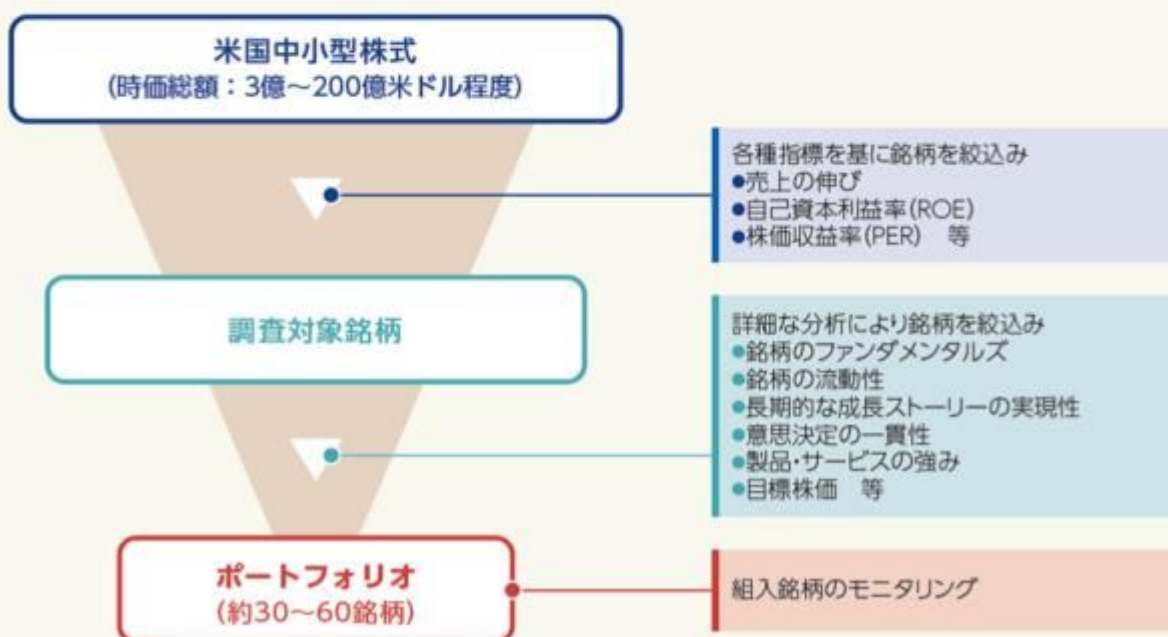 米国中小型株式
(時価総額：3億～200億米ドル程度)
各種指標を基に銘柄を絞込み
●売上の伸び
●自己資本利益率(ROE)
●株価収益率(PER)　等
調査対象銘柄
詳細な分析により銘柄を絞込み
●銘柄のファンダメンタルズ
●銘柄の流動性
●長期的な成長ストーリーの実現性
●意思決定の一貫性
●製品・サービスの強み
●目標株価　等
ポートフォリオ
(約30～60銘柄)
組入銘柄のモニタリング